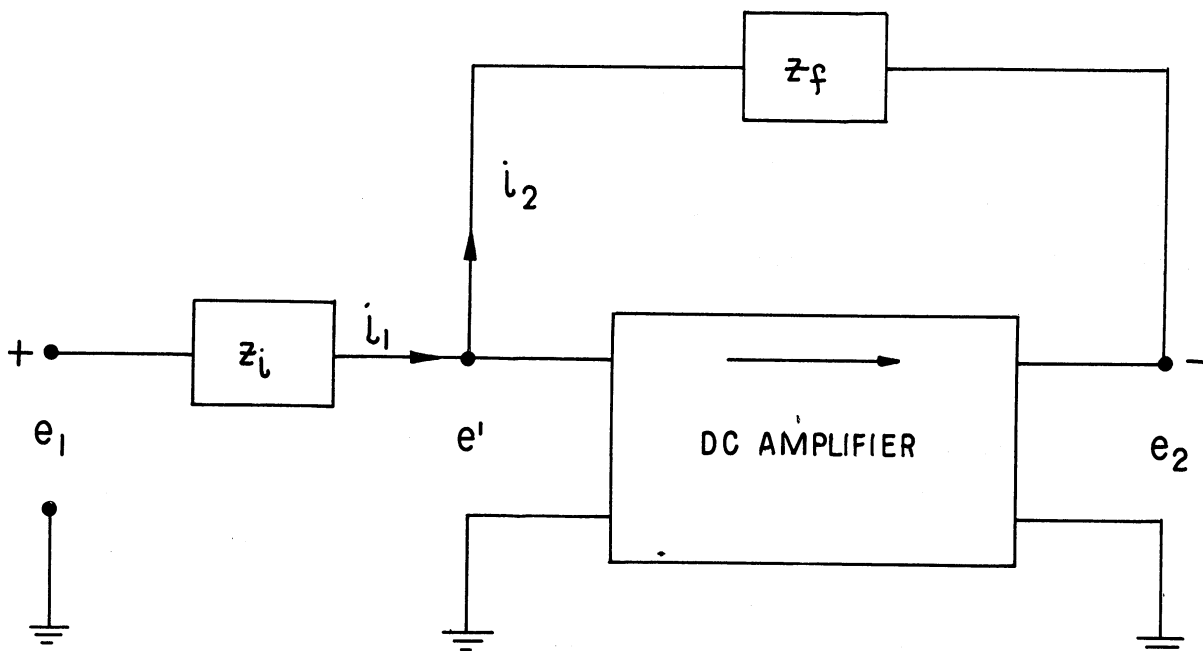 z_f
i_2
i_1
+
z_i
-
e_1
e'
DC AMPLIFIER
e_2